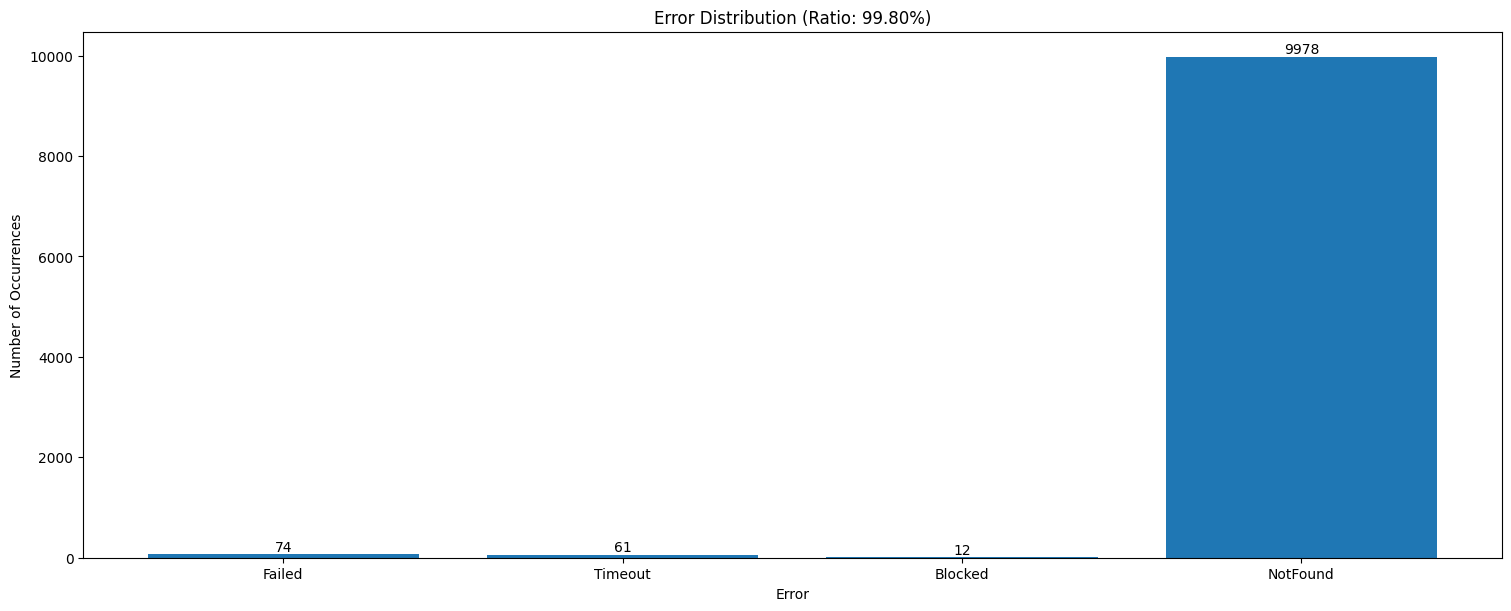 Error Distribution (Ratio: 99.80%)
Number of Occurrences
10000
8000
6000
4000
2000
0
74
61
12
9978
Failed
Timeout
Blocked
NotFound
Error